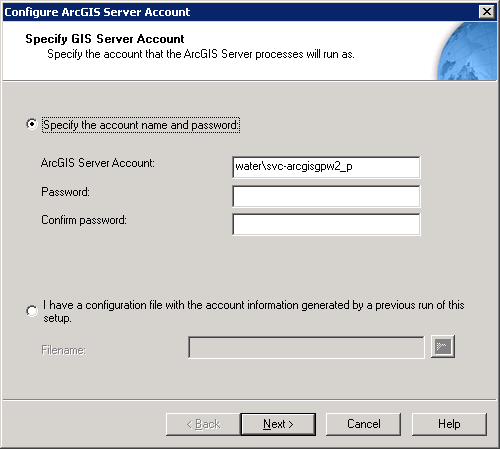 Configure ArcGIS Server Account
Specify GIS Server Account
Specify the account that the ArcGIS Server processes will run as.
Specify the account name and password:
ArcGIS Server Account:
water\svc-arcgisgpw2_p
Password:
Confirm password:
I have a configuration file with the account information generated by a previous run of this
setup.
Filename:
< Back
Next >
Cancel
Help